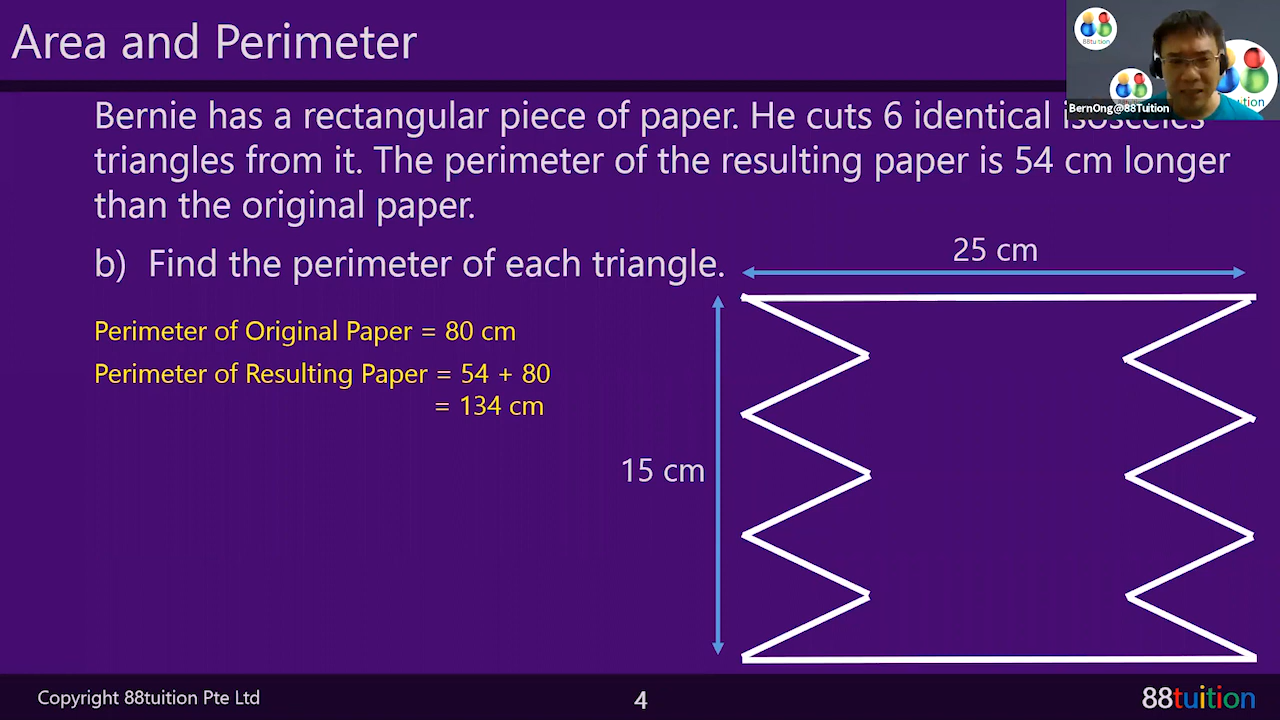 Area and Perimeter
88tuition
BernOng@88Tuition
Bernie has a rectangular piece of paper. He cuts 6 identical isosceles
triangles from it. The perimeter of the resulting paper is 54 cm longer
than the original paper.
b) Find the perimeter of each triangle.
25 cm
Perimeter of Original Paper = 80 cm
Perimeter of Resulting Paper = 54 + 80
= 134 cm
15 cm
Copyright 88tuition Pte Ltd
4
88tuition